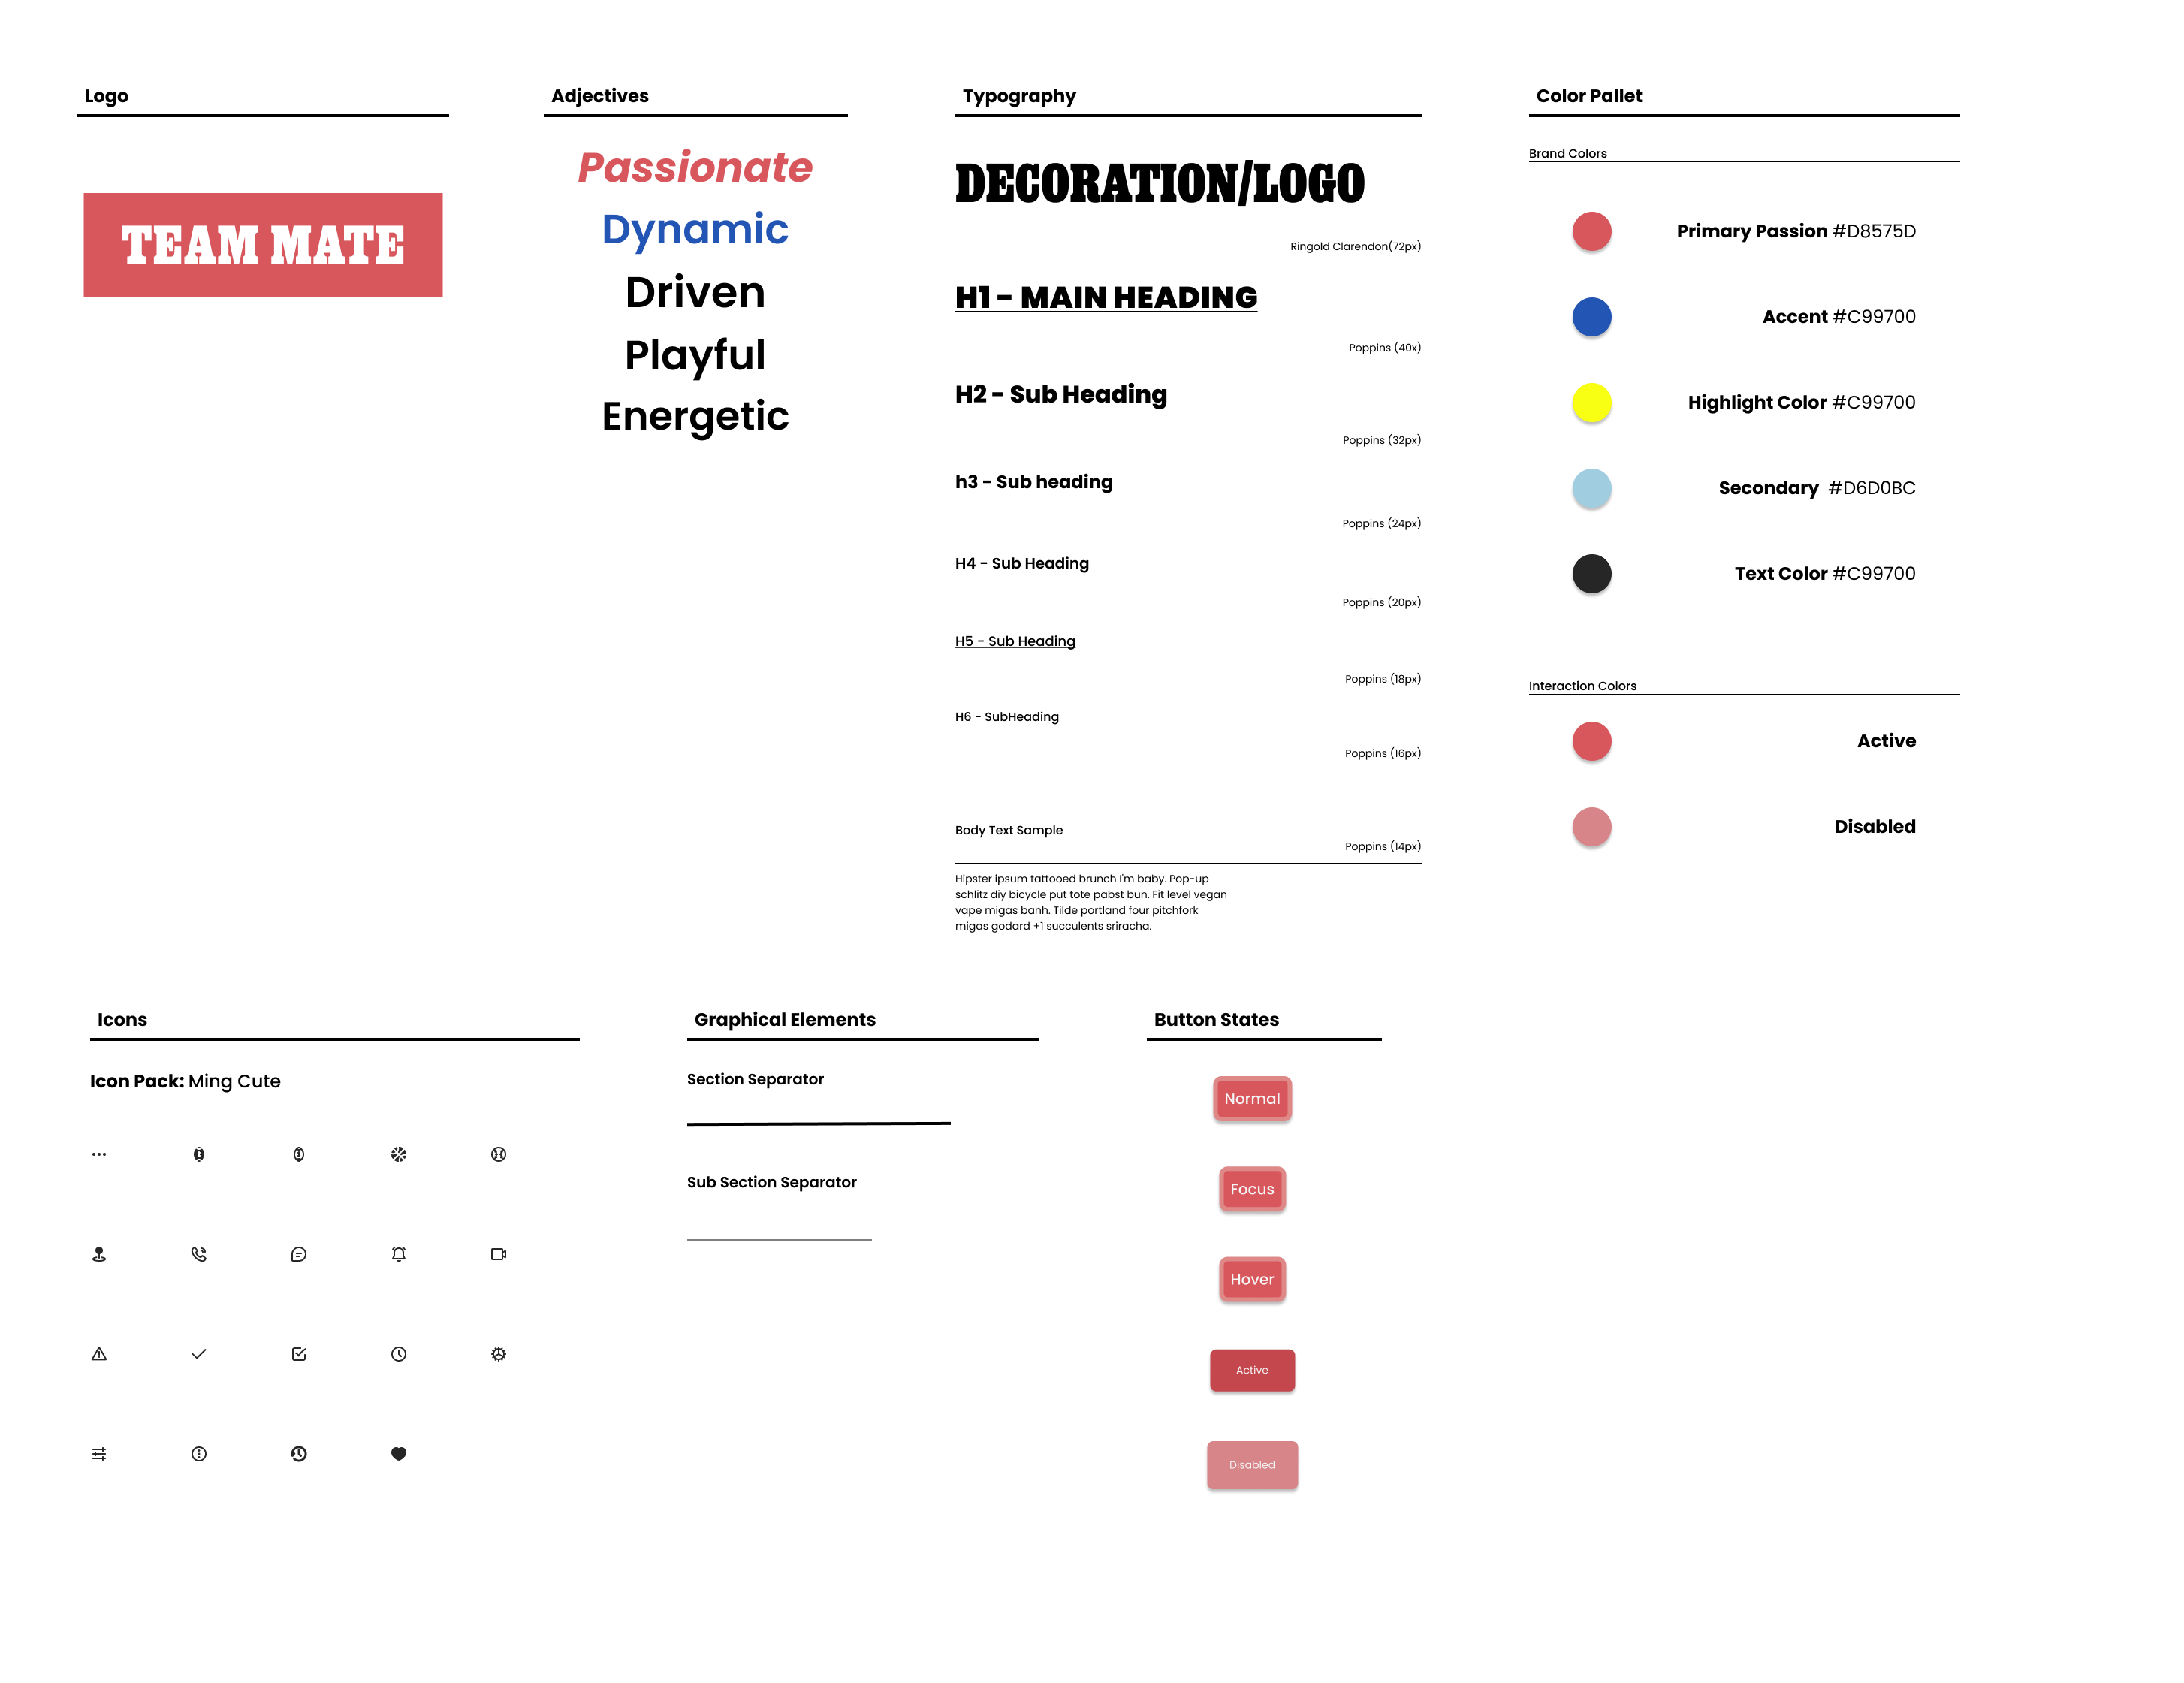 Logo
TEAM MATE
Adjectives
Passionate
Dynamic
Driven
Playful
Energetic
Typography
DECORATION/LOGO
Ringold Clarendon(72px)
H1 - MAIN HEADING
Poppins (40x)
H2 - Sub Heading
Poppins (32px)
h3 - Sub heading
Poppins (24px)
H4 - Sub Heading
Poppins (20px)
H5 - Sub Heading
Poppins (18px)
H6 - SubHeading
Poppins (16px)
Body Text Sample
Poppins (14px)
Hipster ipsum tattooed brunch I'm baby. Pop-up
schlitz diy bicycle put tote pabst bun. Fit level vegan
vape migas banh. Tilde portland four pitchfork
migas godard +1 succulents sriracha.
Color Pallet
Brand Colors
Primary Passion #D8575D
Accent #C99700
Highlight Color #C99700
Secondary #D6D0BC
Text Color #C99700
Interaction Colors
Active
Disabled
Icons
Icon Pack: Ming Cute
Graphical Elements
Section Separator
Sub Section Separator
Button States
Normal
Focus
Hover
Active
Disabled